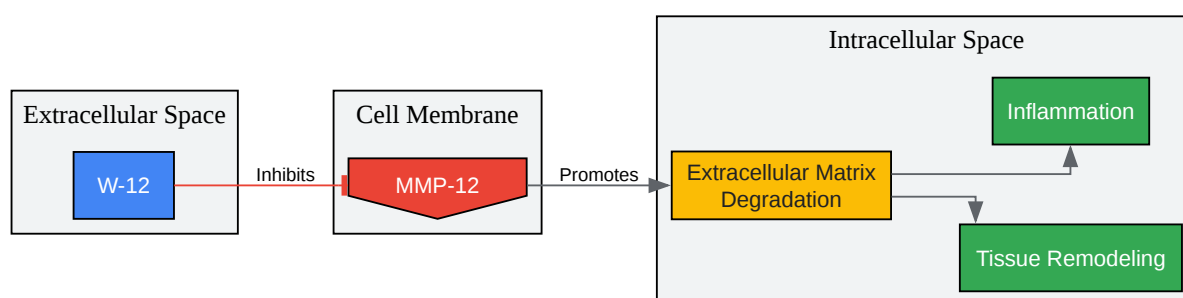 Extracellular Space
W-12
Inhibits
Cell Membrane
MMP-12
Promotes
Intracellular Space
Extracellular Matrix
Degradation
Inflammation
Tissue Remodeling